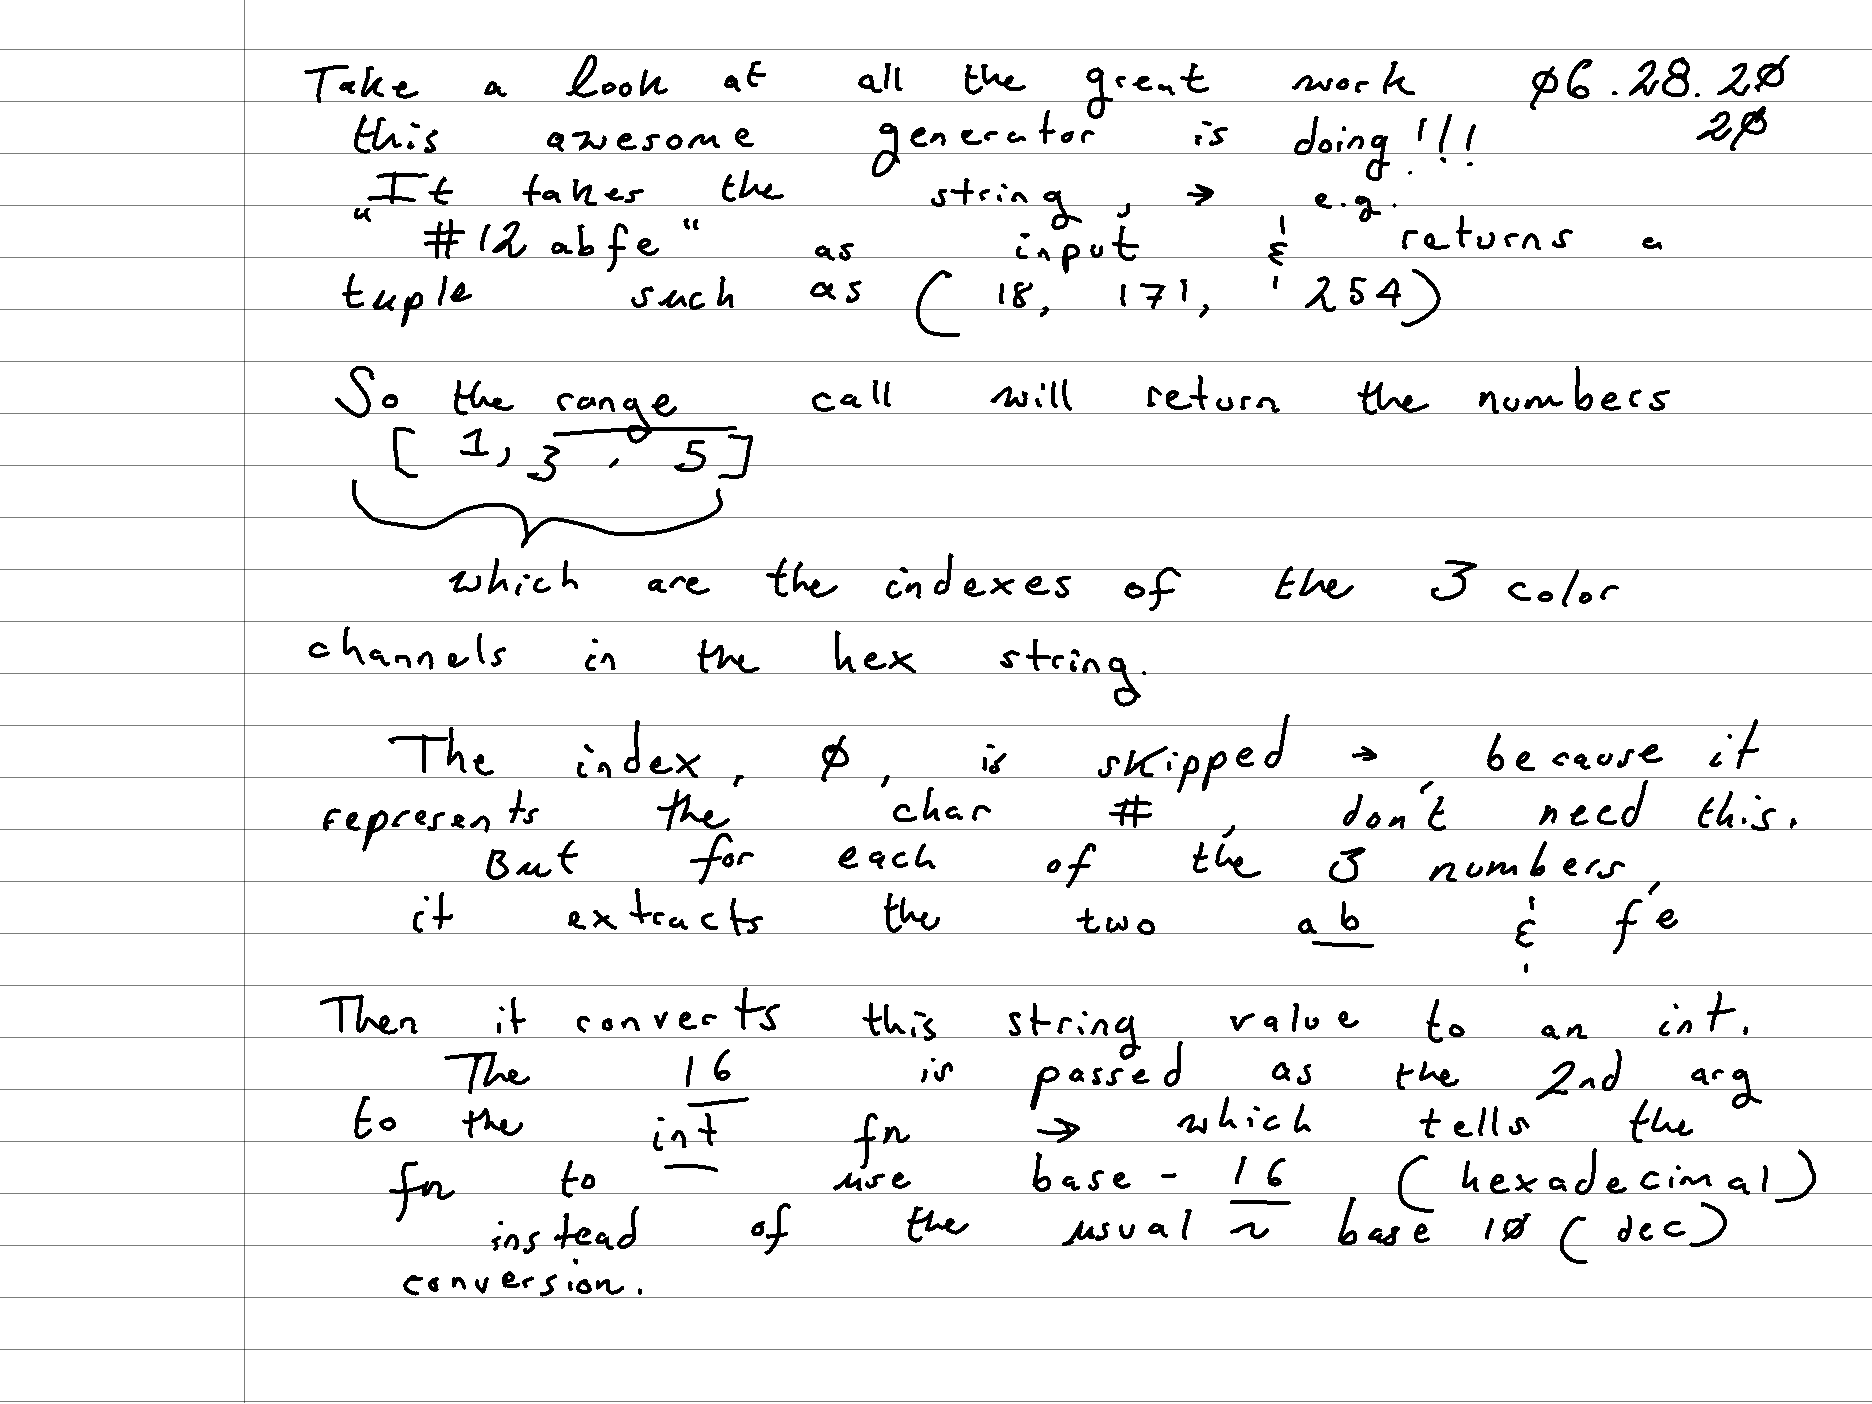 Take a look at all the great work ø6.28.2ø
this awesome generator is doing!!! 2ø
It takes the string, → e.g.
"#12abfe" as input & returns a
tuple such as (18, 171, 254)
So the range call will return the numbers
[1, 3, 5]
which are the indexes of the 3 color
channels in the hex string.
The index, ø, is skipped → because it
represents the char #, don't need this.
But for each of the 3 numbers,
it extracts the two ab & fe
Then it converts this string value to an int.
The 16 is passed as the 2nd arg
to the int fn → which tells the
fn to use base-16 (hexadecimal)
instead of the usual ~ base 1ø (dec)
conversion.